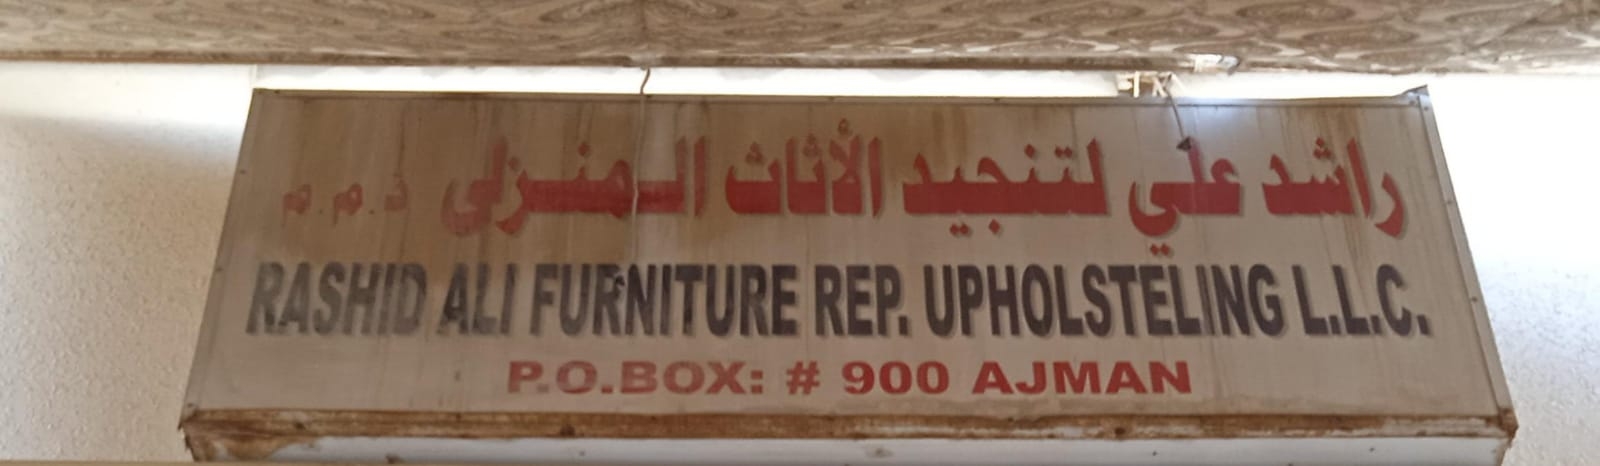 راشد علي لتنجيد الأثاث المنزلي ذ.م.م
RASHID ALI FURNITURE REP. UPHOLSTELING L.L.C.
P.O.BOX: # 900 AJMAN